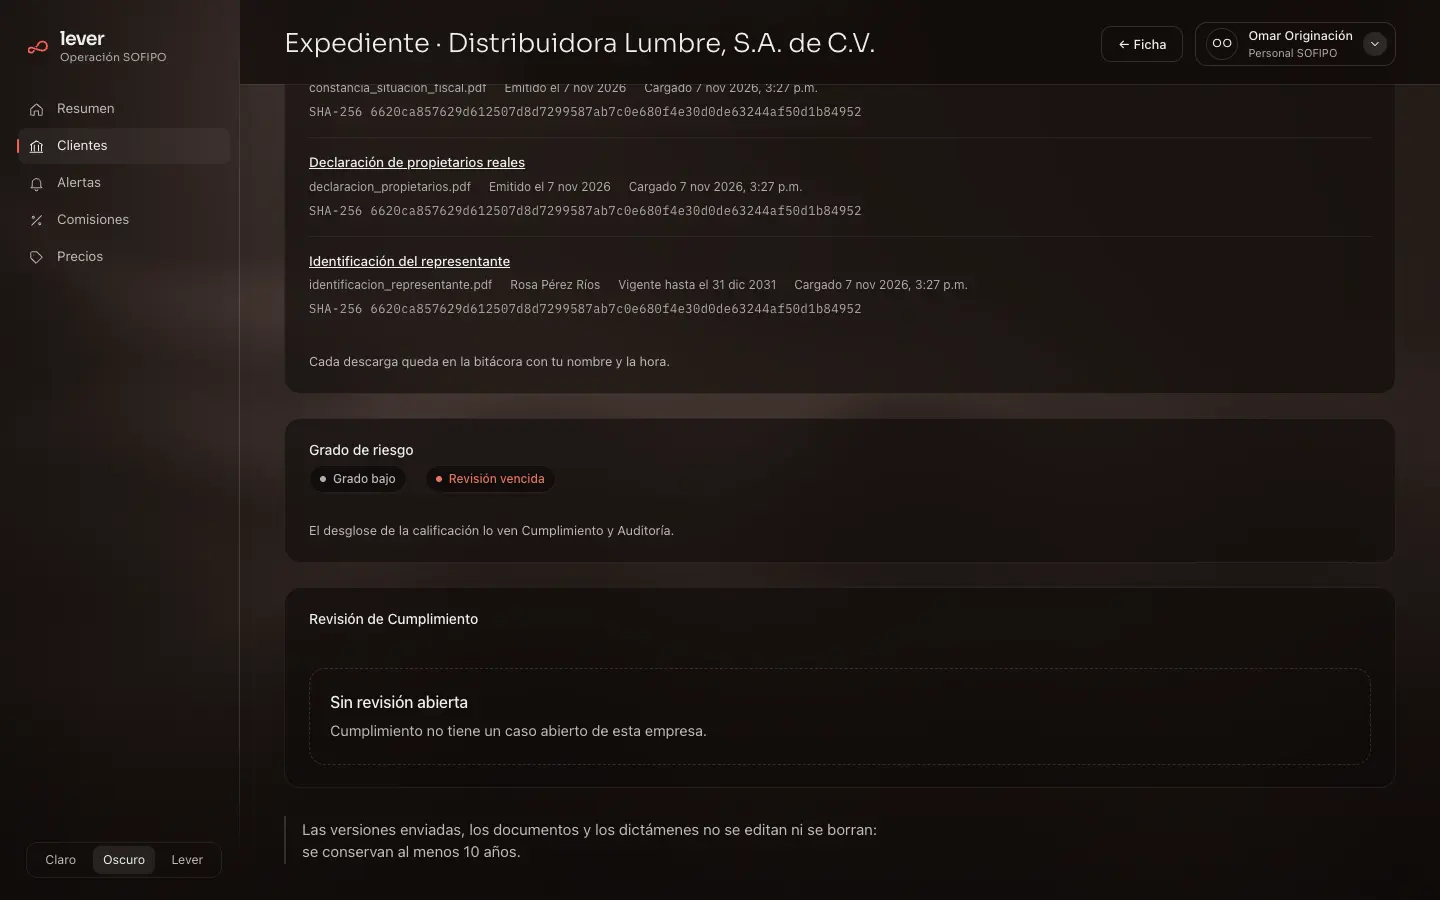 lever
Operación SOFIPO
Resumen
Clientes
Alertas
Comisiones
Precios
Claro
Oscuro
Lever
Expediente · Distribuidora Lumbre, S.A. de C.V.
← Ficha
OO
Omar Originación
Personal SOFIPO
constancia_situacion_fiscal.pdf Emitido el 7 nov 2026 Cargado 7 nov 2026, 3:27 p.m.
SHA-256 6620ca857629d612507d8d7299587ab7c0e680f4e30d0de63244af50d1b84952
Declaración de propietarios reales
declaracion_propietarios.pdf Emitido el 7 nov 2026 Cargado 7 nov 2026, 3:27 p.m.
SHA-256 6620ca857629d612507d8d7299587ab7c0e680f4e30d0de63244af50d1b84952
Identificación del representante
identificacion_representante.pdf Rosa Pérez Ríos Vigente hasta el 31 dic 2031 Cargado 7 nov 2026, 3:27 p.m.
SHA-256 6620ca857629d612507d8d7299587ab7c0e680f4e30d0de63244af50d1b84952
Cada descarga queda en la bitácora con tu nombre y la hora.
Grado de riesgo
Grado bajo
Revisión vencida
El desglose de la calificación lo ven Cumplimiento y Auditoría.
Revisión de Cumplimiento
Sin revisión abierta
Cumplimiento no tiene un caso abierto de esta empresa.
Las versiones enviadas, los documentos y los dictámenes no se editan ni se borran:
se conservan al menos 10 años.